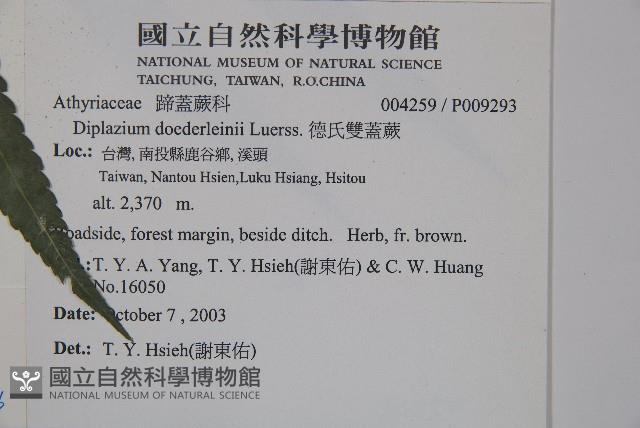 國立自然科學博物館
NATIONAL MUSEUM OF NATURAL SCIENCE
TAICHUNG, TAIWAN, R.O.CHINA
Athyriaceae 蹄蓋蕨科 004259 / P009293
Diplazium doederleinii Luerss. 德氏雙蓋蕨
Loc.: 台灣, 南投縣鹿谷鄉, 溪頭
Taiwan, Nantou Hsien,Luku Hsiang, Hsitou
alt. 2,370 m.
oadside, forest margin, beside ditch. Herb, fr. brown.
.:T. Y. A. Yang, T. Y. Hsieh(謝東佑) & C. W. Huang
No.16050
Date: October 7 , 2003
Det.: T. Y. Hsieh(謝東佑)
國立自然科學博物館
NATIONAL MUSEUM OF NATURAL SCIENCE